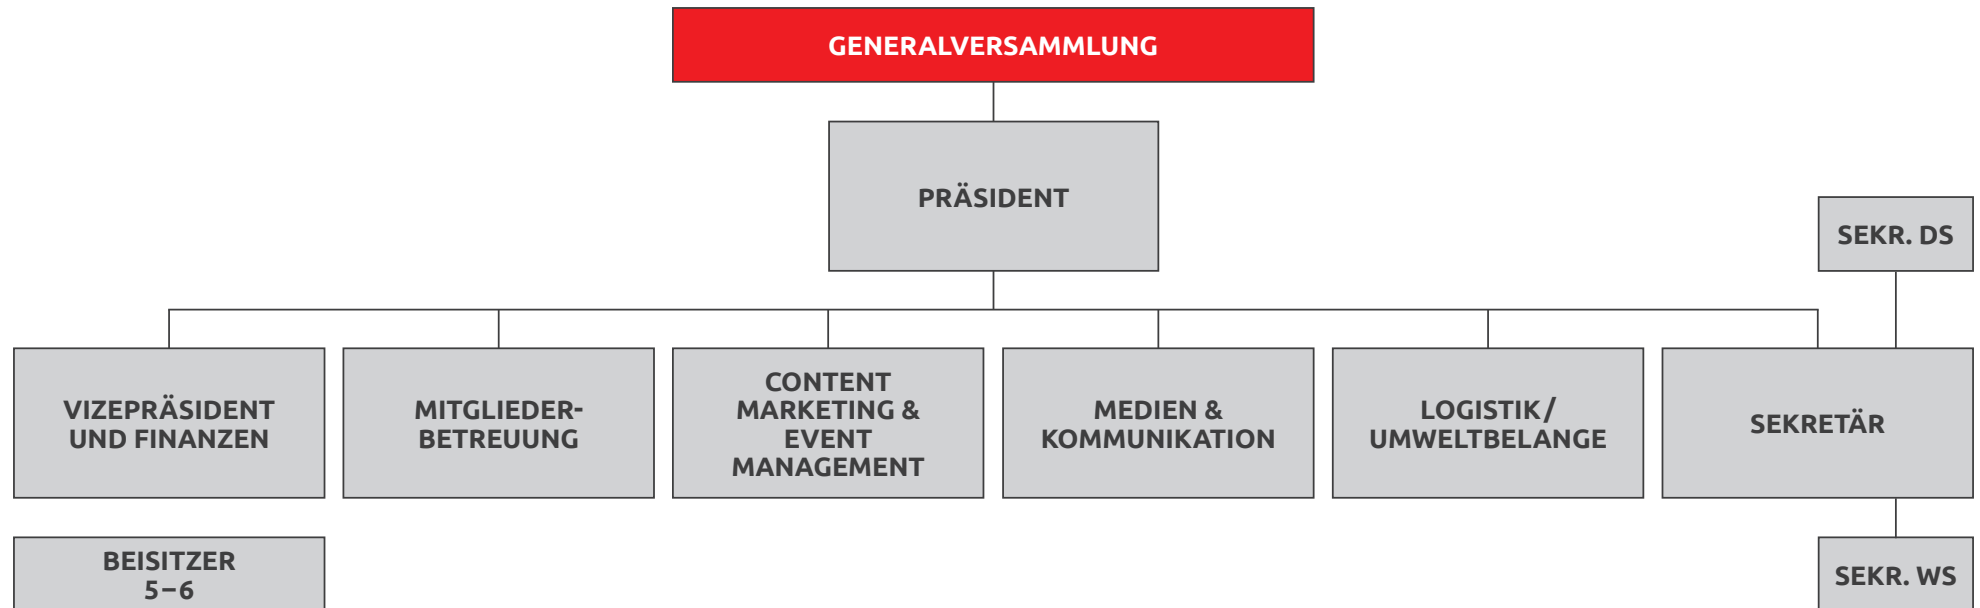 GENERALVERSAMMLUNG
PRÄSIDENT
SEKR. DS
VIZEPRÄSIDENT
UND FINANZEN
MITGLIEDER-
BETREUUNG
CONTENT
MARKETING &
EVENT
MANAGEMENT
MEDIEN &
KOMMUNIKATION
LOGISTIK/
UMWELTBELANGE
SEKRETÄR
BEISITZER
5–6
SEKR. WS